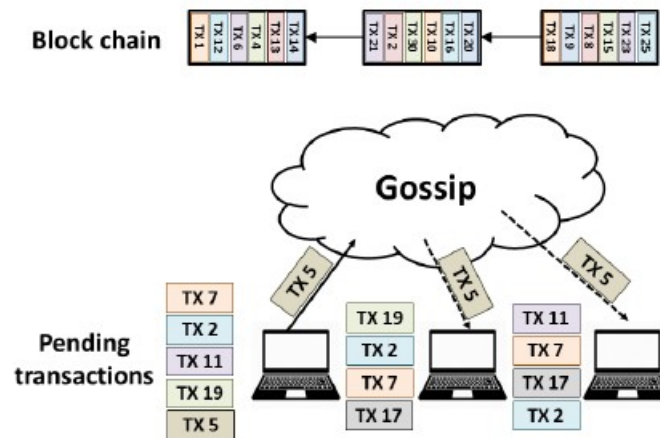 Block chain
TX 1
TX 12
TX 6
TX 4
TX 13
TX 14
TX 21
TX 2
TX 30
TX 10
TX 16
TX 20
TX 18
TX 9
TX 8
TX 15
TX 23
TX 25
Gossip
TX 5
TX 5
TX 5
Pending
transactions
TX 7
TX 2
TX 11
TX 19
TX 5
TX 19
TX 2
TX 7
TX 17
TX 11
TX 7
TX 17
TX 2